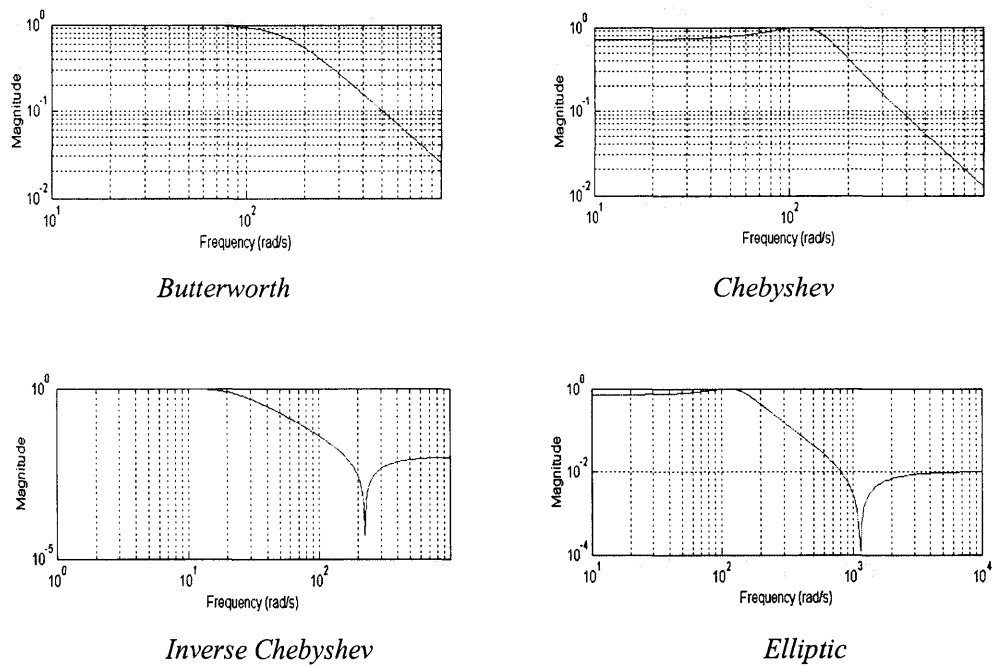 10^0
10^-1
10^-2
10^1
10^2
Magnitude
Frequency (rad/s)
Butterworth
10^0
10^-1
10^-2
10^1
10^2
Magnitude
Frequency (rad/s)
Chebyshev
10^0
10^-5
10^0
10^1
10^2
Magnitude
Frequency (rad/s)
Inverse Chebyshev
10^0
10^-2
10^-4
10^1
10^2
10^3
10^4
Magnitude
Frequency (rad/s)
Elliptic